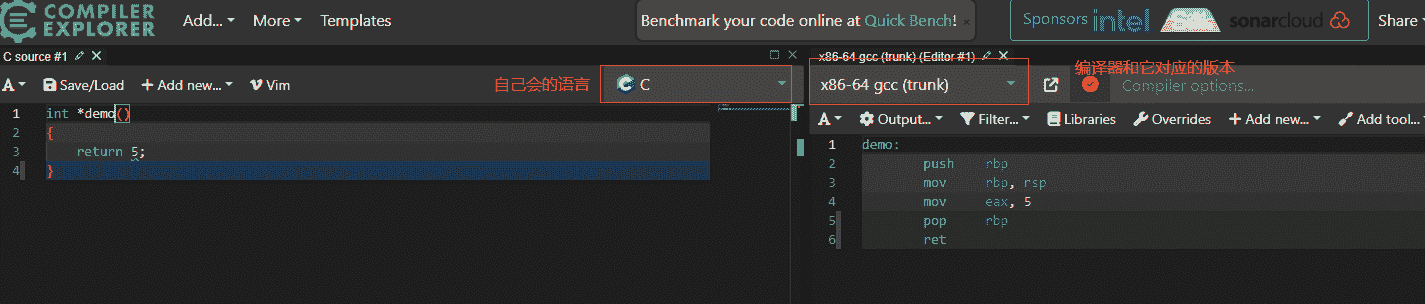 COMPILER
EXPLORER
Add...
More
Templates
Benchmark your code online at Quick Bench!
×
Sponsors intel
sonarcloud
Share
C source #1
x86-64 gcc (trunk) (Editor #1)
A
Save/Load
+ Add new...
Vim
自己会的语言
C
x86-64 gcc (trunk)
编译器和它对应的版本
Compiler options...
A
Output...
Filter...
Libraries
Overrides
+ Add new...
Add tool...
1 int *demo()
2 {
3 return 5;
4 }
1 demo:
2 push rbp
3 mov rbp, rsp
4 mov eax, 5
5 pop rbp
6 ret